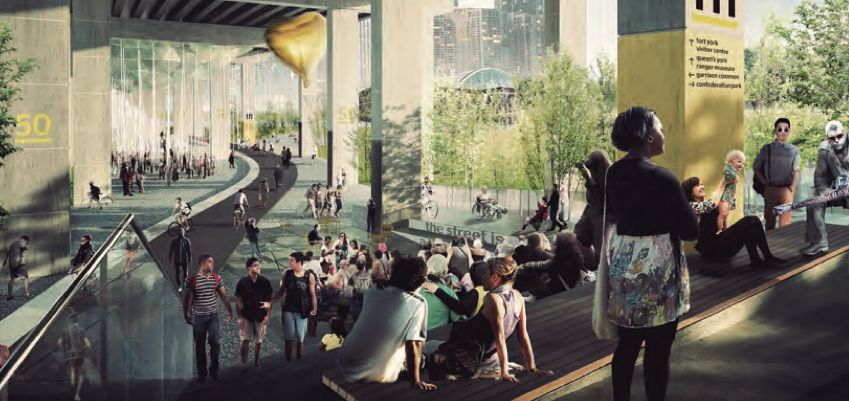 50
fort york
visitor centre
queen's york
ranger museum
garrison common
confederation park
the street is